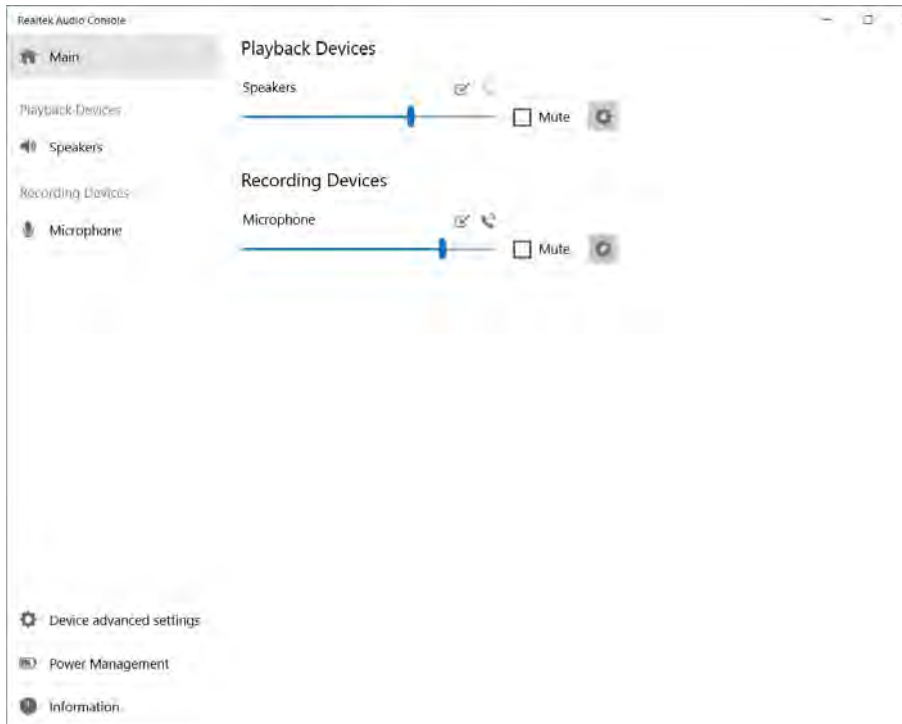 Realtek Audio Console
Main
Playback Devices
Speakers
Recording Devices
Microphone
Device advanced settings
Power Management
Information
Playback Devices
Speakers
Mute
Recording Devices
Microphone
Mute